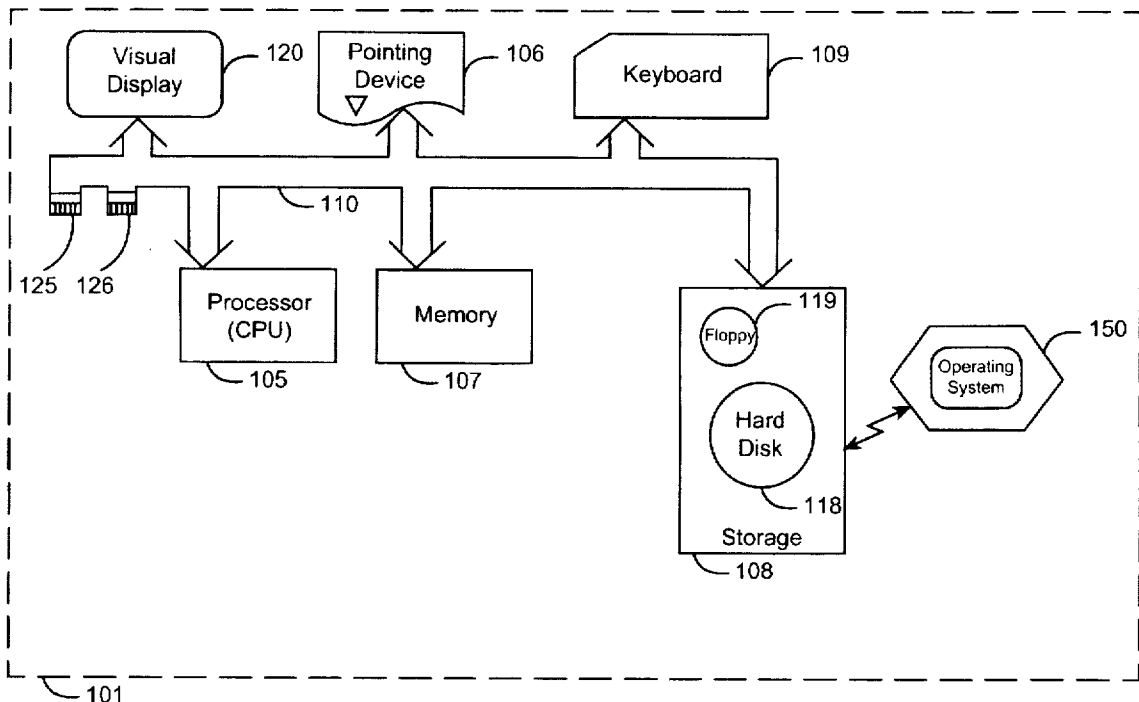 Visual
Display
120
Pointing
Device
106
Keyboard
109
110
125
126
Processor
(CPU)
105
Memory
107
Floppy
119
Hard
Disk
118
Storage
108
Operating
System
150
101